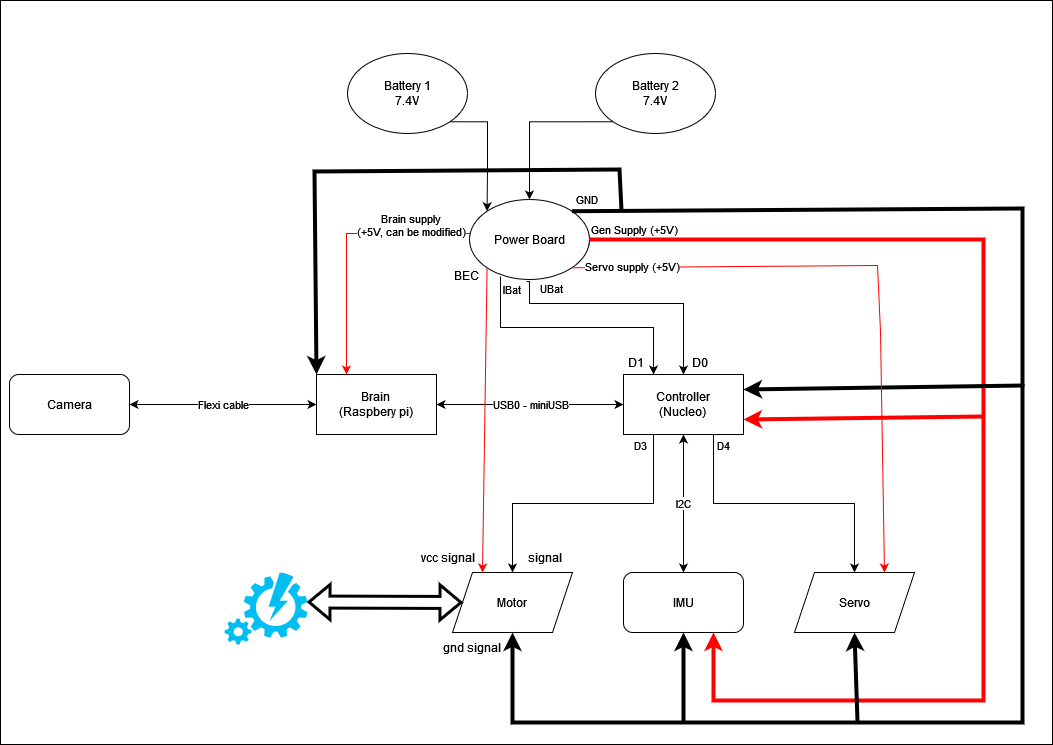 Battery 1
7.4V
Battery 2
7.4V
GND
Brain supply
(+5V, can be modified)
Power Board
Gen Supply (+5V)
Servo supply (+5V)
BEC
IBat
UBat
D1
D0
Camera
Flexi cable
Brain
(Raspbery pi)
USB0 - miniUSB
Controller
(Nucleo)
D3
D4
I2C
vcc signal
signal
Motor
IMU
Servo
gnd signal